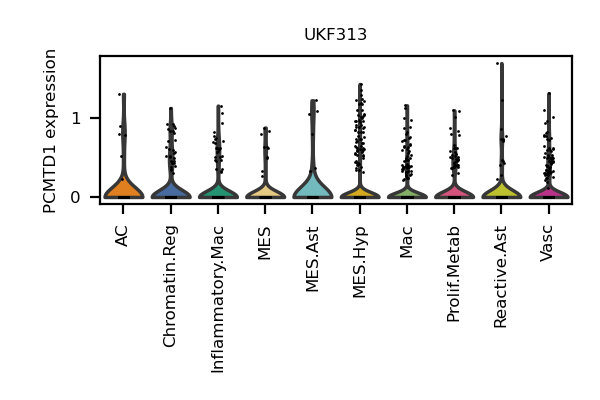 UKF313
PCMTD1 expression
1
0
AC
Chromatin.Reg
Inflammatory.Mac
MES
MES.Ast
MES.Hyp
Mac
Prolif.Metab
Reactive.Ast
Vasc